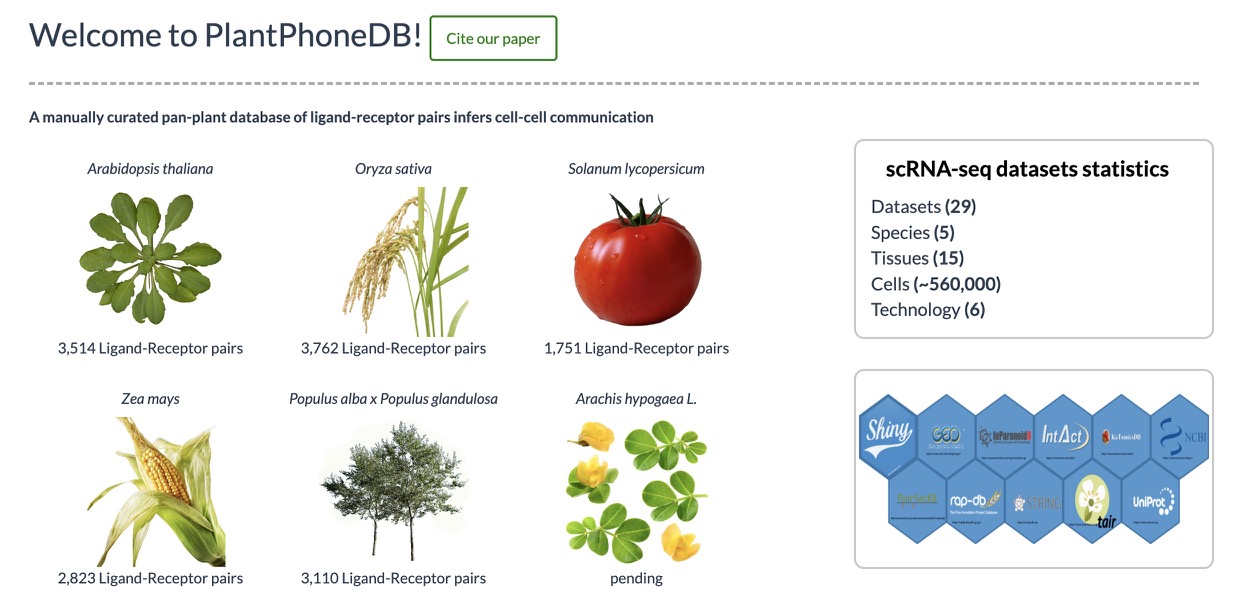 Welcome to PlantPhoneDB!
Cite our paper
A manually curated pan-plant database of ligand-receptor pairs infers cell-cell communication
Arabidopsis thaliana
Oryza sativa
Solanum lycopersicum
3,514 Ligand-Receptor pairs
3,762 Ligand-Receptor pairs
1,751 Ligand-Receptor pairs
Zea mays
Populus alba x Populus glandulosa
Arachis hypogaea L.
2,823 Ligand-Receptor pairs
3,110 Ligand-Receptor pairs
pending
scRNA-seq datasets statistics
Datasets (29)
Species (5)
Tissues (15)
Cells (~560,000)
Technology (6)
Shiny
GEO
InParanoid
IntAct
NCBI
rap-db
STRING
tair
UniProt